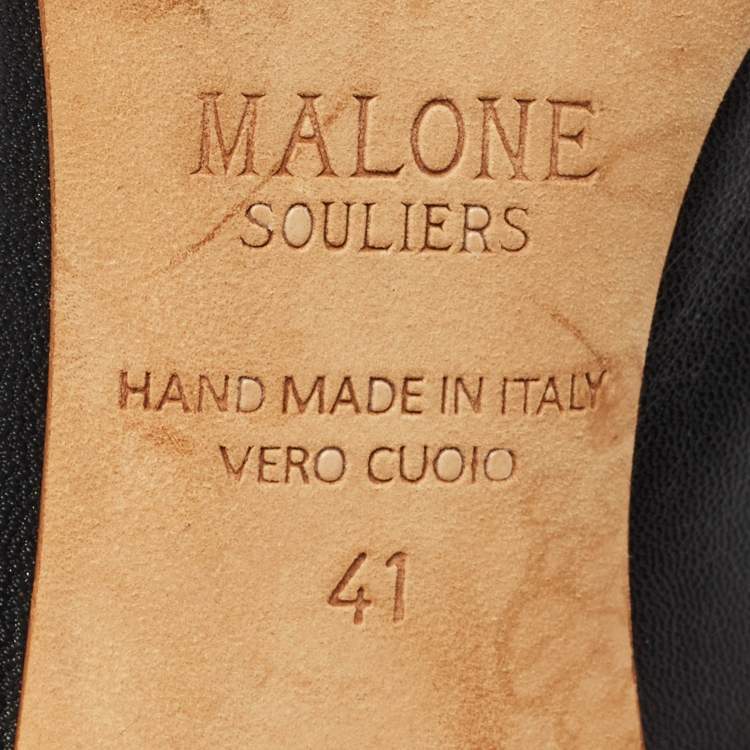 MALONE
SOULIERS
HAND MADE IN ITALY
VERO CUOIO
41